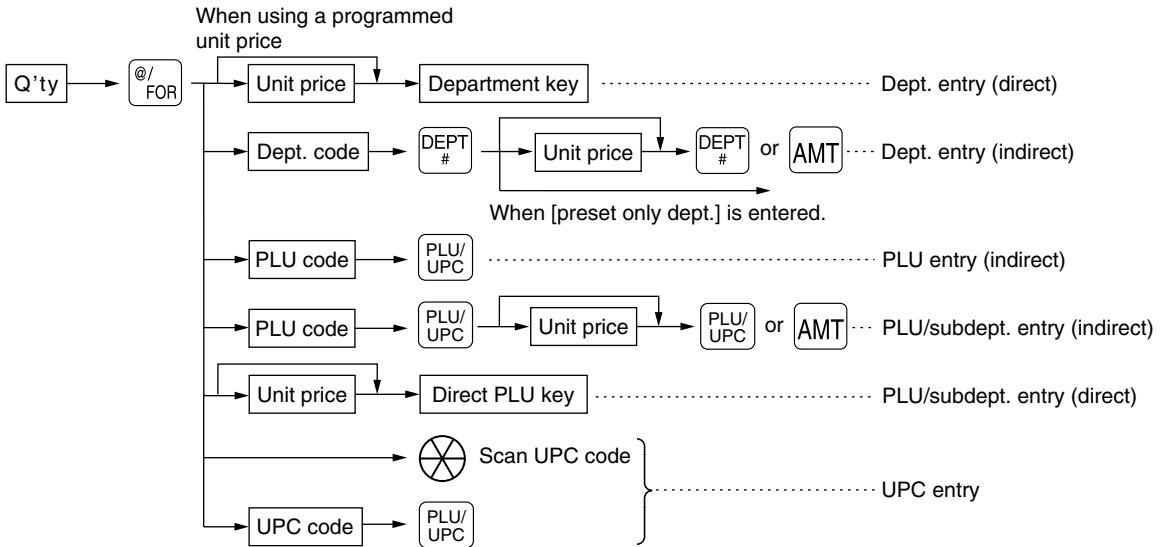 When using a programmed
unit price
Q'ty @/FOR Unit price Department key Dept. entry (direct)
Dept. code DEPT # Unit price DEPT # or AMT Dept. entry (indirect)
When [preset only dept.] is entered.
PLU code PLU/UPC PLU entry (indirect)
PLU code PLU/UPC Unit price PLU/UPC or AMT PLU/subdept. entry (indirect)
Unit price Direct PLU key PLU/subdept. entry (direct)
Scan UPC code
UPC entry
UPC code PLU/UPC